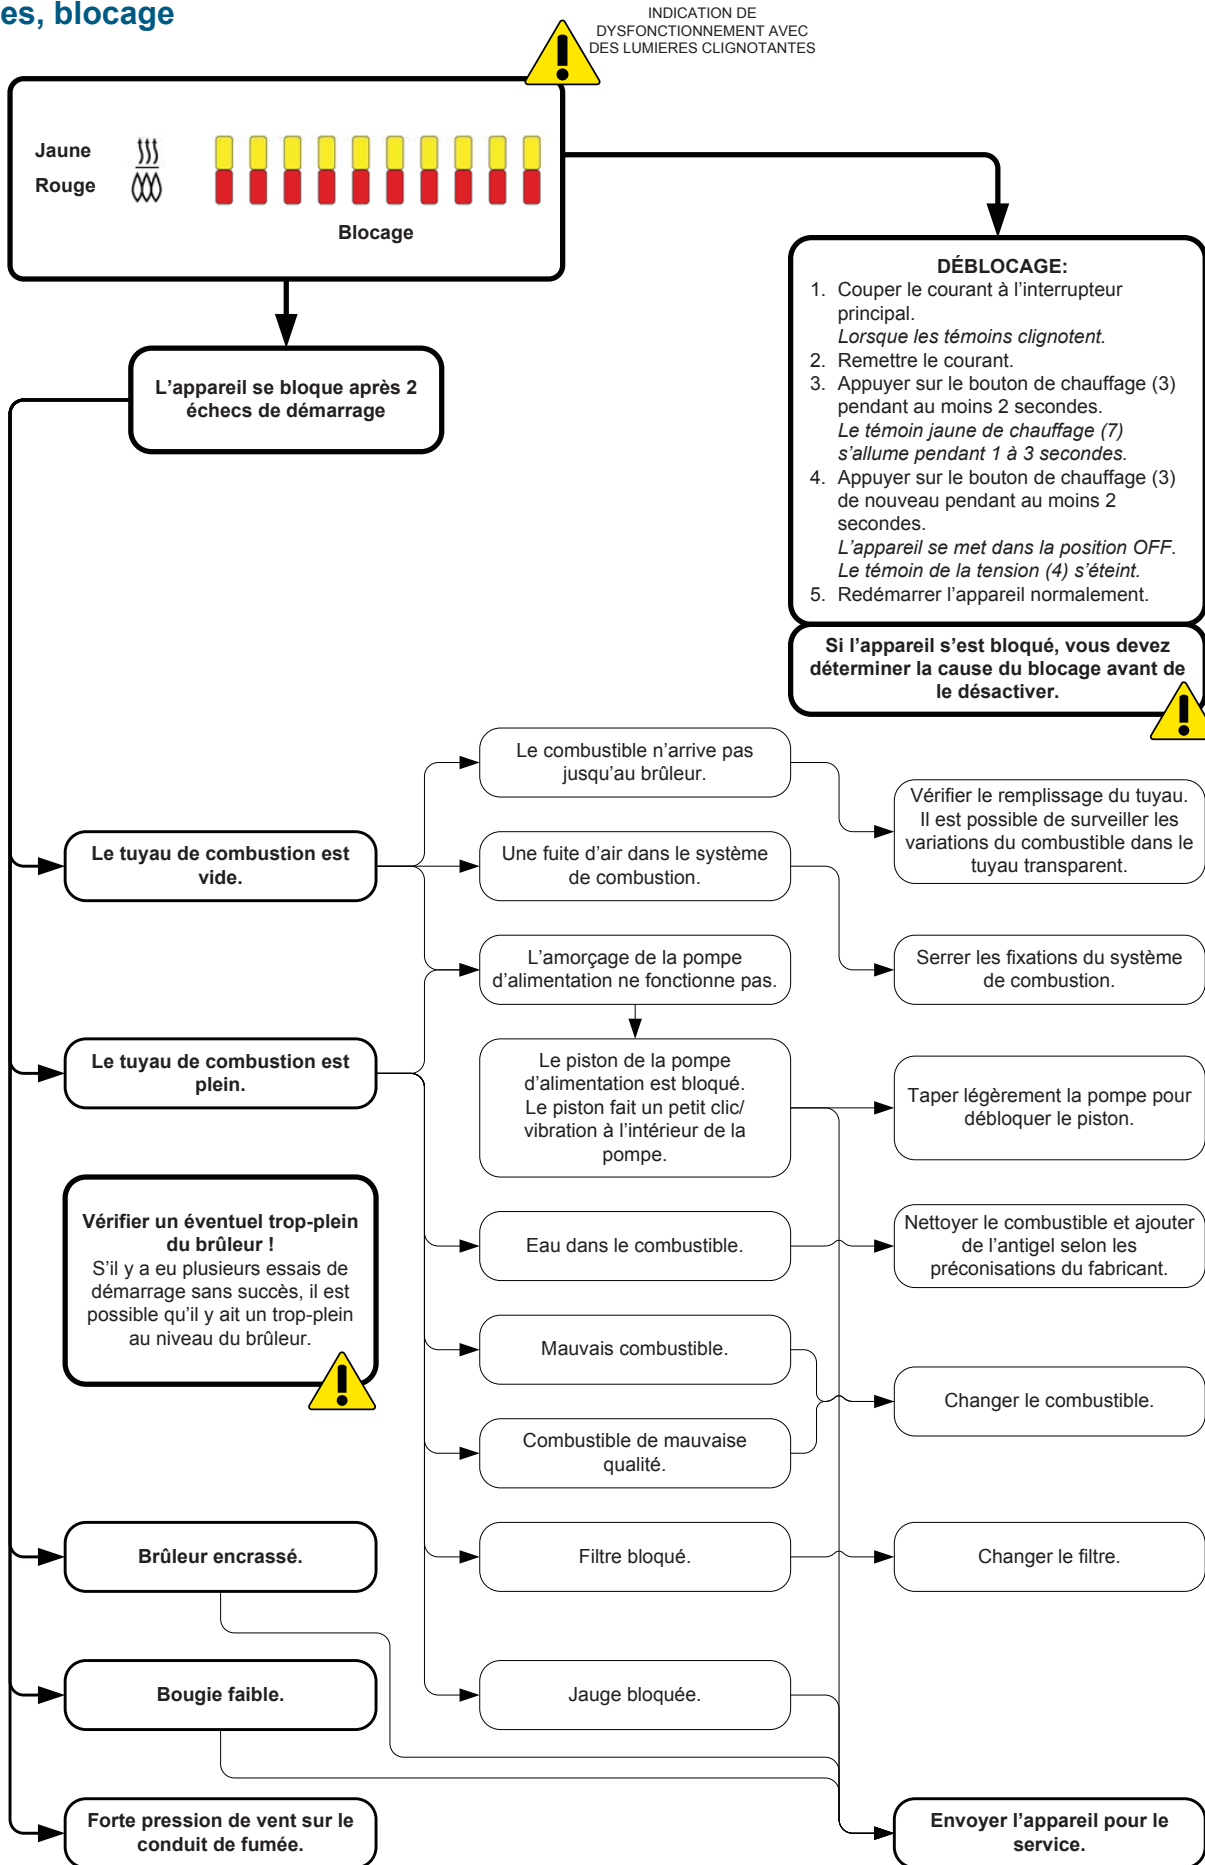 es, blocage
INDICATION DE
DYSFONCTIONNEMENT AVEC
DES LUMIERES CLIGNOTANTES
Jaune
Rouge
Blocage
DÉBLOCAGE:
1. Couper le courant à l’interrupteur
principal.
Lorsque les témoins clignotent.
2. Remettre le courant.
3. Appuyer sur le bouton de chauffage (3)
pendant au moins 2 secondes.
Le témoin jaune de chauffage (7)
s’allume pendant 1 à 3 secondes.
4. Appuyer sur le bouton de chauffage (3)
de nouveau pendant au moins 2
secondes.
L’appareil se met dans la position OFF.
Le témoin de la tension (4) s’éteint.
5. Redémarrer l’appareil normalement.
L’appareil se bloque après 2
échecs de démarrage
Si l’appareil s’est bloqué, vous devez
déterminer la cause du blocage avant de
le désactiver.
Le combustible n’arrive pas
jusqu’au brûleur.
Vérifier le remplissage du tuyau.
Il est possible de surveiller les
variations du combustible dans le
tuyau transparent.
Le tuyau de combustion est
vide.
Une fuite d’air dans le système
de combustion.
L’amorçage de la pompe
d’alimentation ne fonctionne pas.
Serrer les fixations du système
de combustion.
Le tuyau de combustion est
plein.
Le piston de la pompe
d’alimentation est bloqué.
Le piston fait un petit clic/
vibration à l’intérieur de la
pompe.
Taper légèrement la pompe pour
débloquer le piston.
Vérifier un éventuel trop-plein
du brûleur !
S’il y a eu plusieurs essais de
démarrage sans succès, il est
possible qu’il y ait un trop-plein
au niveau du brûleur.
Eau dans le combustible.
Nettoyer le combustible et ajouter
de l’antigel selon les
préconisations du fabricant.
Mauvais combustible.
Changer le combustible.
Combustible de mauvaise
qualité.
Brûleur encrassé.
Filtre bloqué.
Changer le filtre.
Bougie faible.
Jauge bloquée.
Forte pression de vent sur le
conduit de fumée.
Envoyer l’appareil pour le
service.